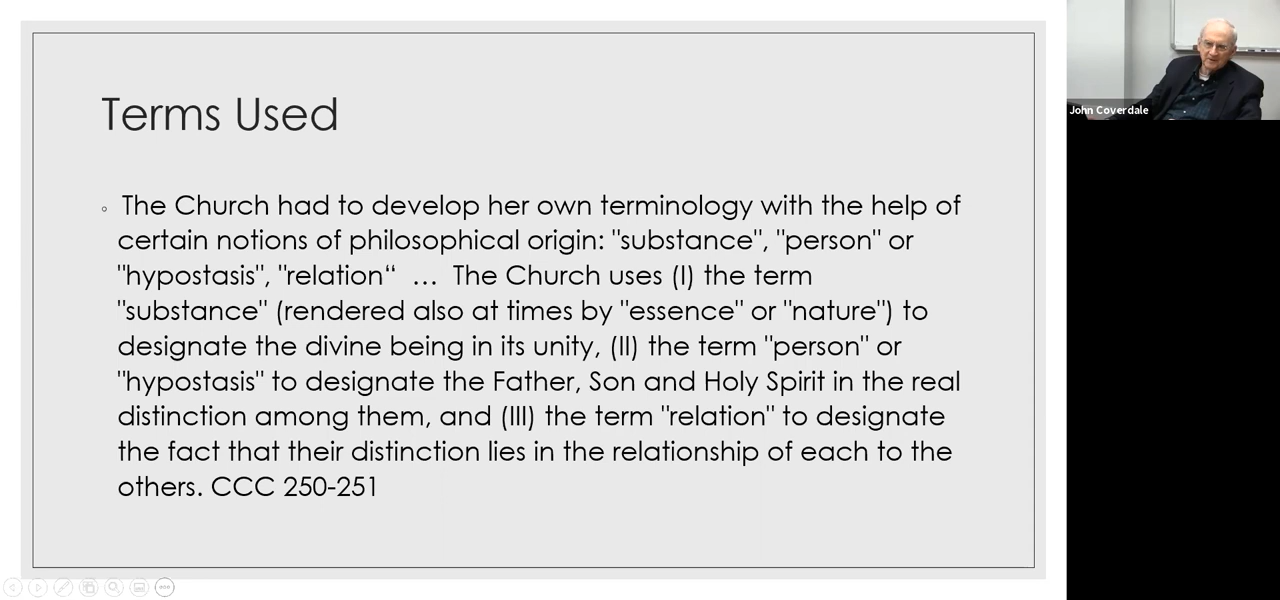 Terms Used
The Church had to develop her own terminology with the help of
certain notions of philosophical origin: "substance", "person" or
"hypostasis", "relation“ … The Church uses (I) the term
"substance" (rendered also at times by "essence" or "nature") to
designate the divine being in its unity, (II) the term "person" or
"hypostasis" to designate the Father, Son and Holy Spirit in the real
distinction among them, and (III) the term "relation" to designate
the fact that their distinction lies in the relationship of each to the
others. CCC 250-251
John Coverdale